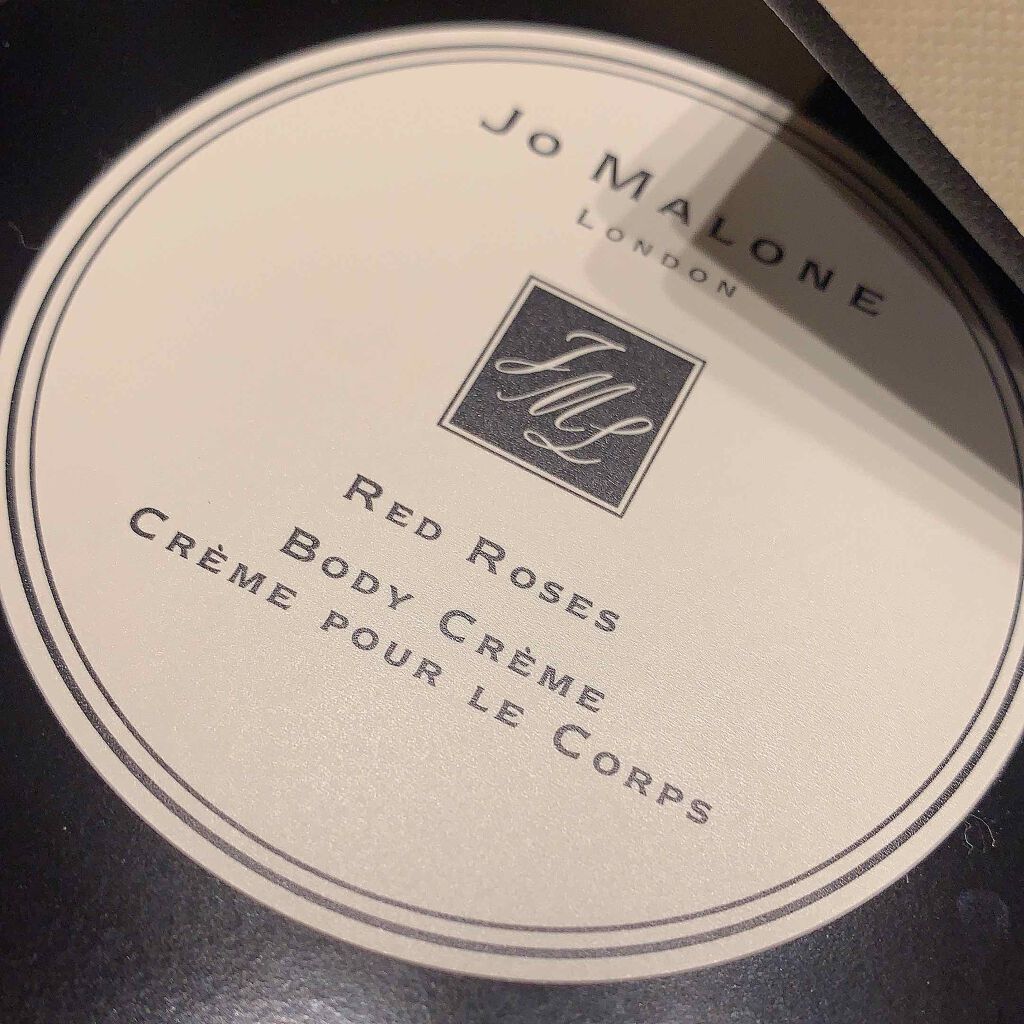 JO MALONE
LONDON
JML
RED ROSES
BODY CRÈME
CRÈME POUR LE CORPS